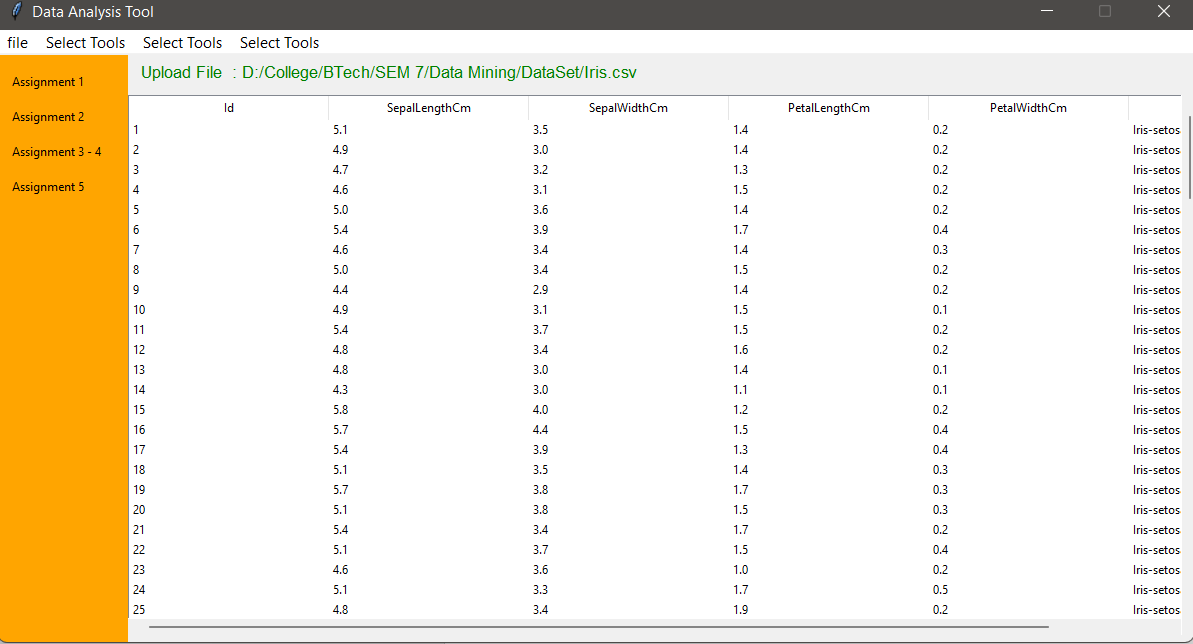 Data Analysis Tool
file Select Tools Select Tools Select Tools
Assignment 1
Assignment 2
Assignment 3 - 4
Assignment 5
Upload File : D:/College/BTech/SEM 7/Data Mining/DataSet/Iris.csv
Id SepalLengthCm SepalWidthCm PetalLengthCm PetalWidthCm
1 5.1 3.5 1.4 0.2 Iris-setos
2 4.9 3.0 1.4 0.2 Iris-setos
3 4.7 3.2 1.3 0.2 Iris-setos
4 4.6 3.1 1.5 0.2 Iris-setos
5 5.0 3.6 1.4 0.2 Iris-setos
6 5.4 3.9 1.7 0.4 Iris-setos
7 4.6 3.4 1.4 0.3 Iris-setos
8 5.0 3.4 1.5 0.2 Iris-setos
9 4.4 2.9 1.4 0.2 Iris-setos
10 4.9 3.1 1.5 0.1 Iris-setos
11 5.4 3.7 1.5 0.2 Iris-setos
12 4.8 3.4 1.6 0.2 Iris-setos
13 4.8 3.0 1.4 0.1 Iris-setos
14 4.3 3.0 1.1 0.1 Iris-setos
15 5.8 4.0 1.2 0.2 Iris-setos
16 5.7 4.4 1.5 0.4 Iris-setos
17 5.4 3.9 1.3 0.4 Iris-setos
18 5.1 3.5 1.4 0.3 Iris-setos
19 5.7 3.8 1.7 0.3 Iris-setos
20 5.1 3.8 1.5 0.3 Iris-setos
21 5.4 3.4 1.7 0.2 Iris-setos
22 5.1 3.7 1.5 0.4 Iris-setos
23 4.6 3.6 1.0 0.2 Iris-setos
24 5.1 3.3 1.7 0.5 Iris-setos
25 4.8 3.4 1.9 0.2 Iris-setos